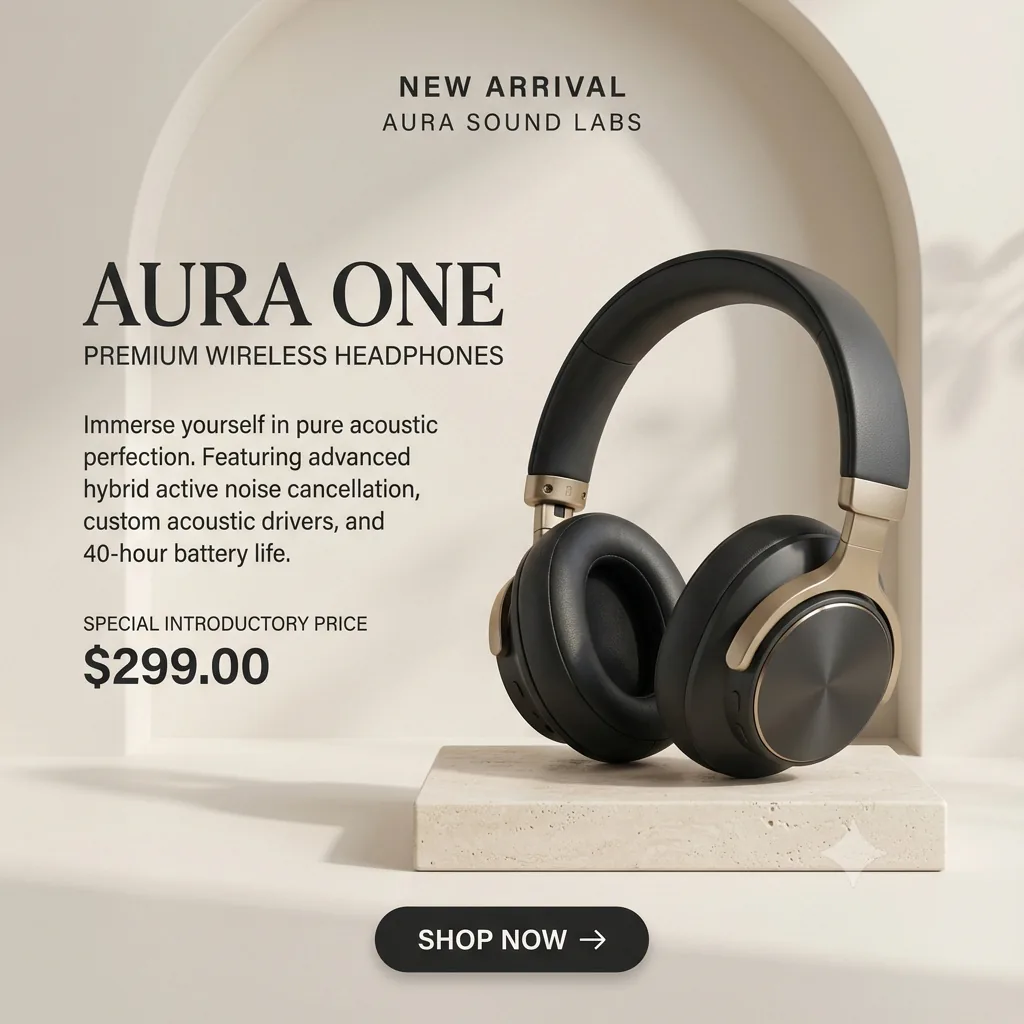 NEW ARRIVAL
AURA SOUND LABS
AURA ONE
PREMIUM WIRELESS HEADPHONES
Immerse yourself in pure acoustic
perfection. Featuring advanced
hybrid active noise cancellation,
custom acoustic drivers, and
40-hour battery life.
SPECIAL INTRODUCTORY PRICE
$299.00
SHOP NOW →